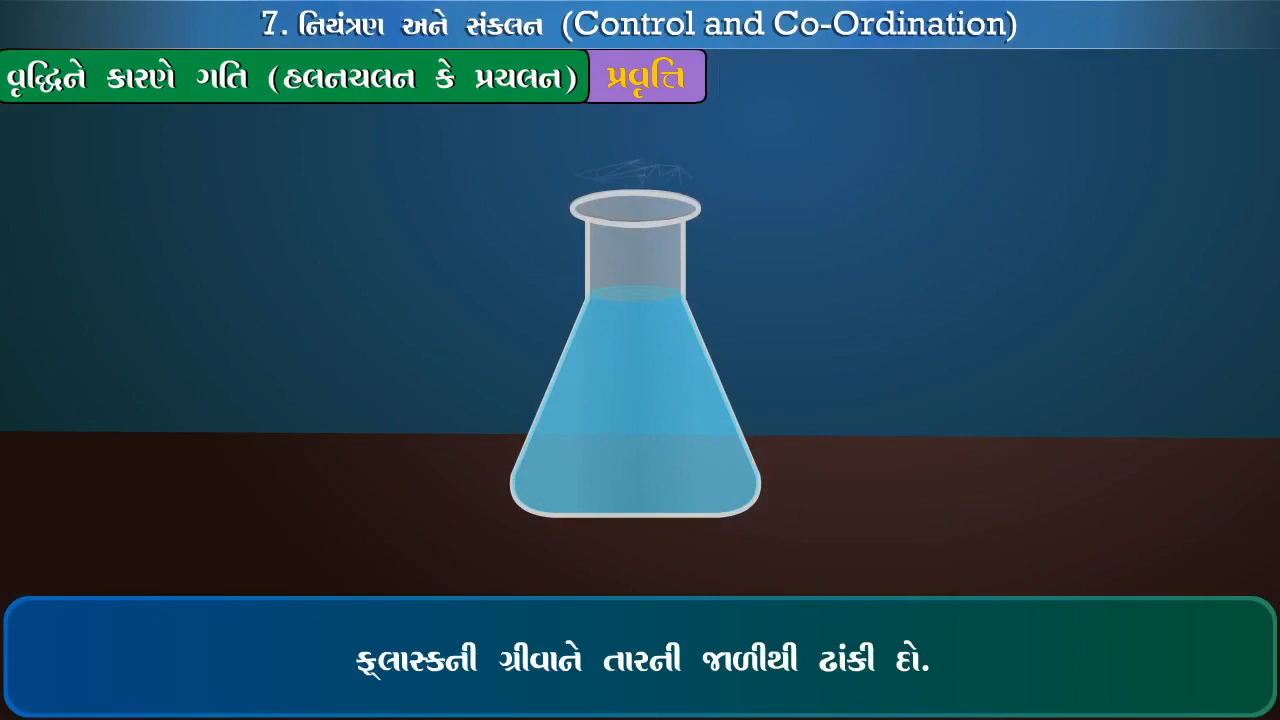 7. નિયંત્રણ અને સંકલન (Control and Co-Ordination)
વૃદ્ધિને કારણે ગતિ (હલનચલન કે પ્રચલન) પ્રવૃત્તિ
ફ્લાસ્કની ગ્રીવાને તારની જાળીથી ઢાંકી દો.